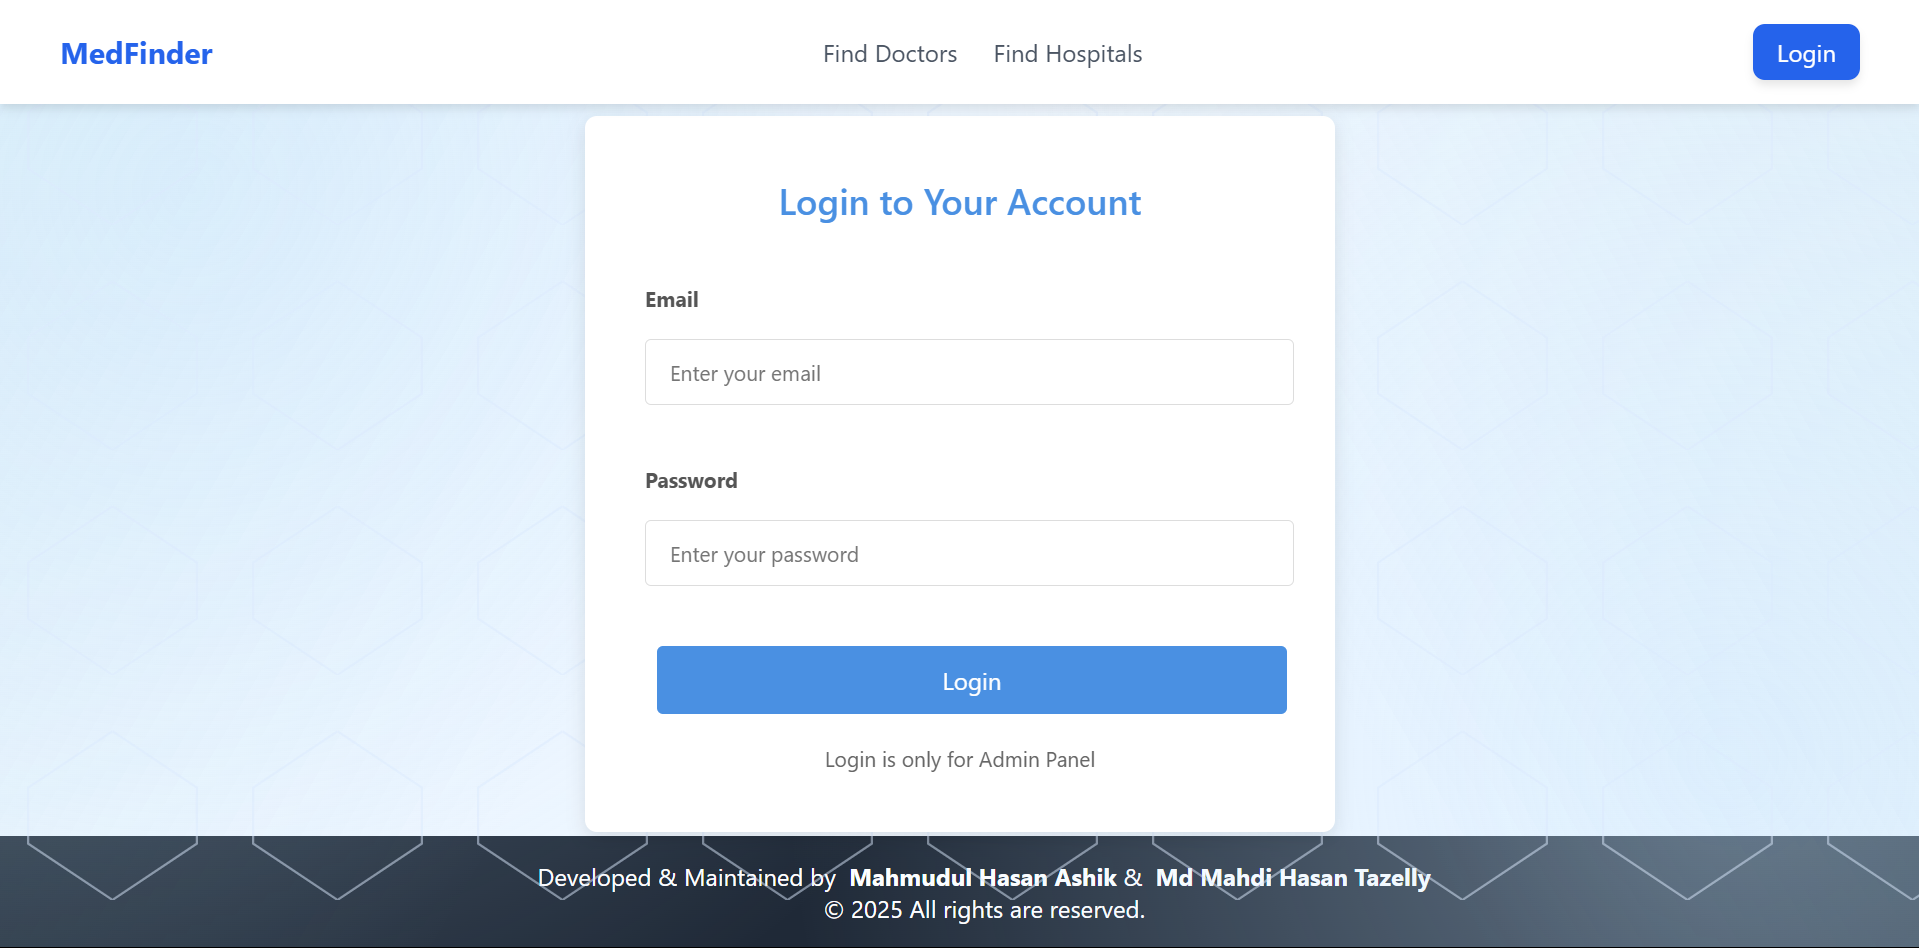 MedFinder
Find Doctors
Find Hospitals
Login
Login to Your Account
Email
Enter your email
Password
Enter your password
Login
Login is only for Admin Panel
Developed & Maintained by Mahmudul Hasan Ashik & Md Mahdi Hasan Tazelly
© 2025 All rights are reserved.